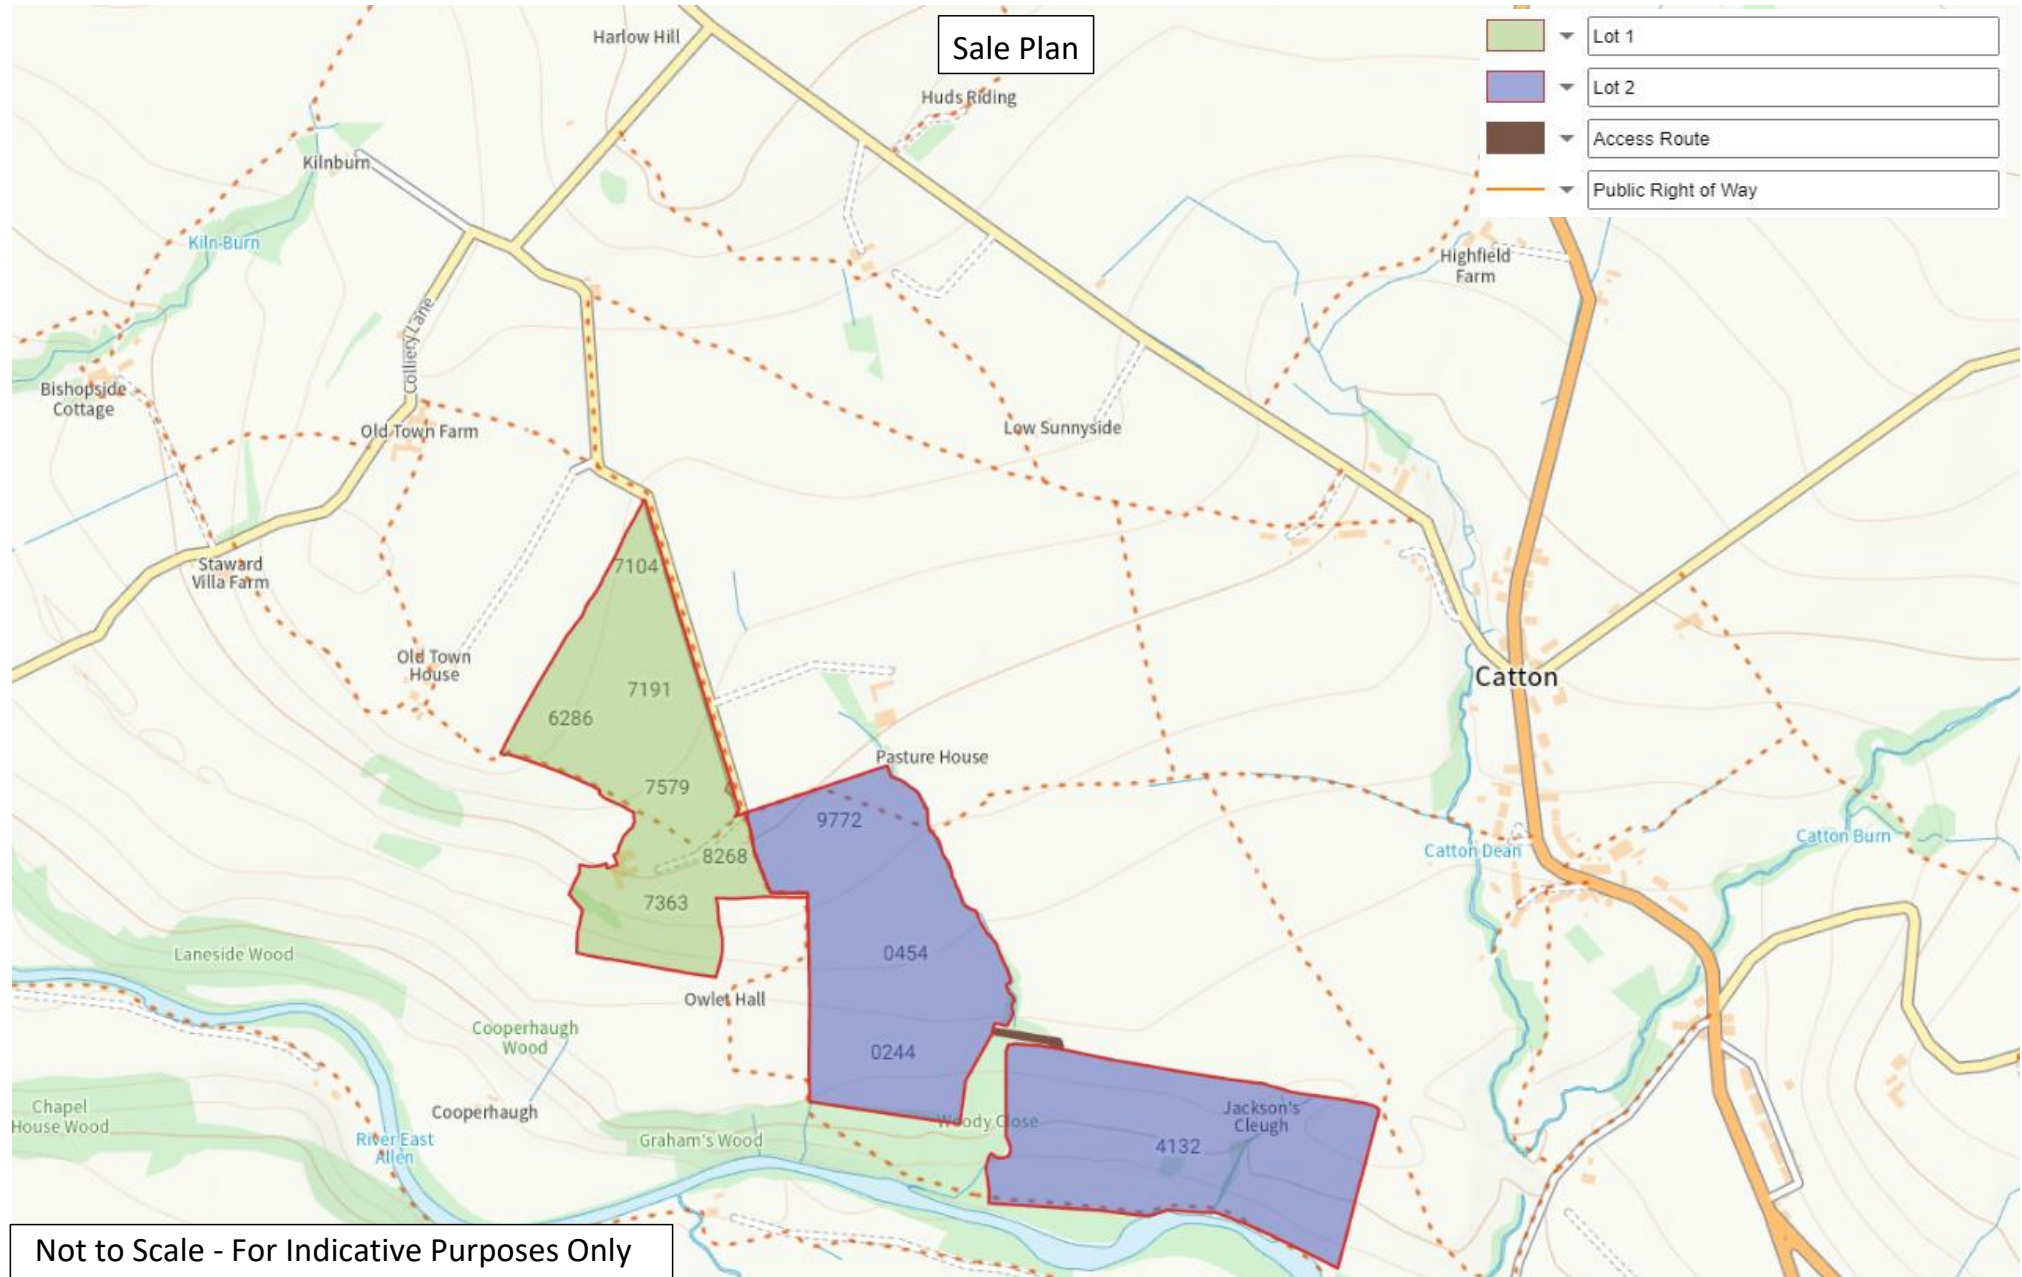 Sale Plan
Lot 1
Lot 2
Access Route
Public Right of Way
Harlow Hill
Huds Riding
Kilnburn
Kiln-Burn
Highfield
Farm
Colliery Lane
Bishopside
Cottage
Old Town Farm
Low Sunnyside
Staward
Villa Farm
7104
Old Town
House
7191
6286
Catton
Pasture House
7579
9772
8268
Catton Dean
Catton Burn
7363
Laneside Wood
0454
Owlet Hall
Cooperhaugh
Wood
0244
Chapel
House Wood
Cooperhaugh
Woody Close
Jackson's
Cleugh
River East
Allen
Graham's Wood
4132
Not to Scale - For Indicative Purposes Only